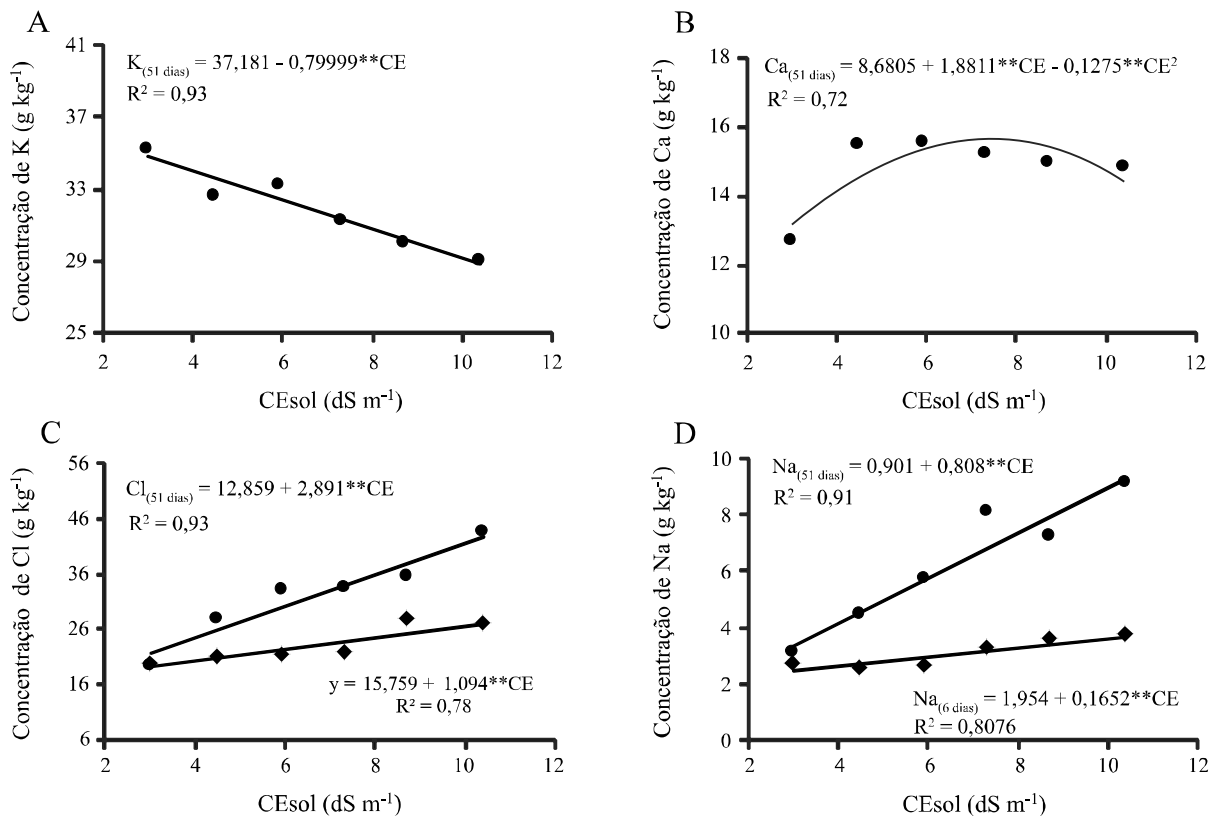 A
K(51 dias) = 37,181 - 0,79999**CE
R² = 0,93
Concentração de K (g kg-1)
41
37
33
29
25
2 4 6 8 10 12
CEsol (dS m-1)
B
Ca(51 dias) = 8,6805 + 1,8811**CE - 0,1275**CE²
R² = 0,72
Concentração de Ca (g kg-1)
18
16
14
12
10
2 4 6 8 10 12
CEsol (dS m-1)
C
Cl(51 dias) = 12,859 + 2,891**CE
R² = 0,93
Concentração de Cl (g kg-1)
56
46
36
26
16
6
y = 15,759 + 1,094**CE
R² = 0,78
2 4 6 8 10 12
CEsol (dS m-1)
D
Na(51 dias) = 0,901 + 0,808**CE
R² = 0,91
Concentração de Na (g kg-1)
10
8
6
4
2
0
Na(6 dias) = 1,954 + 0,1652**CE
R² = 0,8076
2 4 6 8 10 12
CEsol (dS m-1)